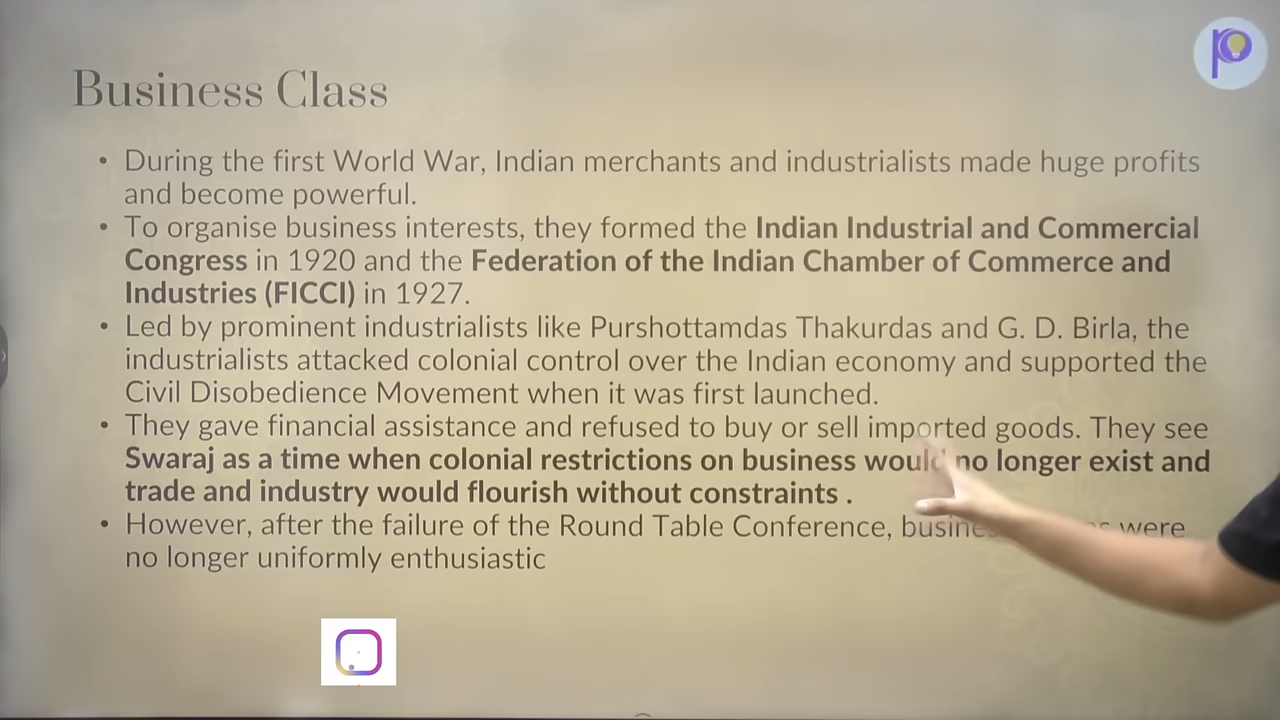 Business Class
• During the first World War, Indian merchants and industrialists made huge profits
and become powerful.
• To organise business interests, they formed the Indian Industrial and Commercial
Congress in 1920 and the Federation of the Indian Chamber of Commerce and
Industries (FICCI) in 1927.
• Led by prominent industrialists like Purshottamdas Thakurdas and G. D. Birla, the
industrialists attacked colonial control over the Indian economy and supported the
Civil Disobedience Movement when it was first launched.
• They gave financial assistance and refused to buy or sell imported goods. They see
Swaraj as a time when colonial restrictions on business would no longer exist and
trade and industry would flourish without constraints .
• However, after the failure of the Round Table Conference, were
no longer uniformly enthusiastic